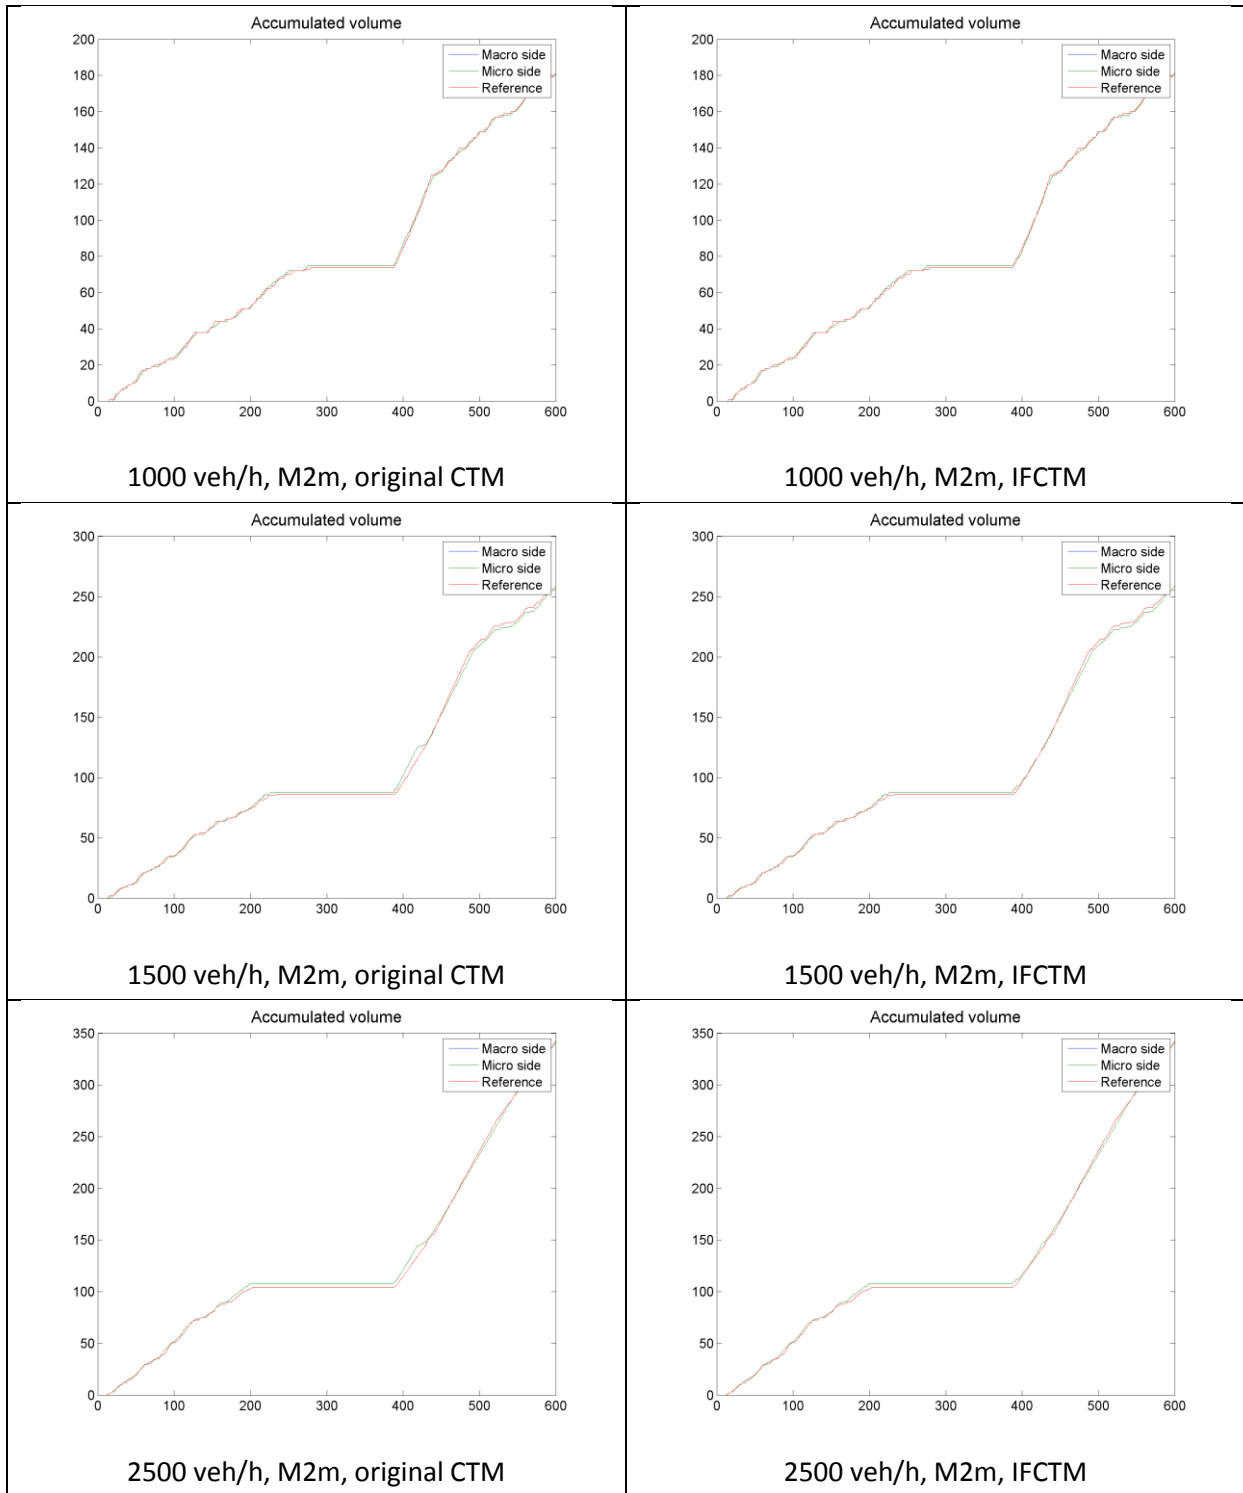 Accumulated volume
200
180
160
140
120
100
80
60
40
20
0
0 100 200 300 400 500 600
Macro side
Micro side
Reference
1000 veh/h, M2m, original CTM
Accumulated volume
200
180
160
140
120
100
80
60
40
20
0
0 100 200 300 400 500 600
Macro side
Micro side
Reference
1000 veh/h, M2m, IFCTM
Accumulated volume
300
250
200
150
100
50
0
0 100 200 300 400 500 600
Macro side
Micro side
Reference
1500 veh/h, M2m, original CTM
Accumulated volume
300
250
200
150
100
50
0
0 100 200 300 400 500 600
Macro side
Micro side
Reference
1500 veh/h, M2m, IFCTM
Accumulated volume
350
300
250
200
150
100
50
0
0 100 200 300 400 500 600
Macro side
Micro side
Reference
2500 veh/h, M2m, original CTM
Accumulated volume
350
300
250
200
150
100
50
0
0 100 200 300 400 500 600
Macro side
Micro side
Reference
2500 veh/h, M2m, IFCTM